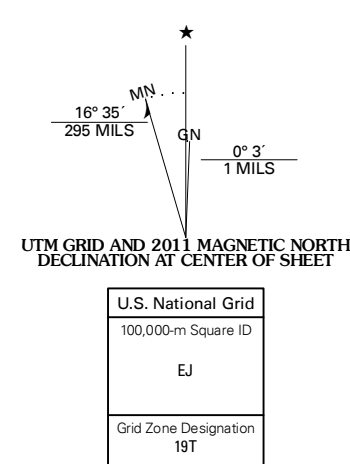 ★
MN
16° 35´
295 MILS
GN
0° 3´
1 MILS
UTM GRID AND 2011 MAGNETIC NORTH
DECLINATION AT CENTER OF SHEET
U.S. National Grid
100,000-m Square ID
EJ
Grid Zone Designation
19T